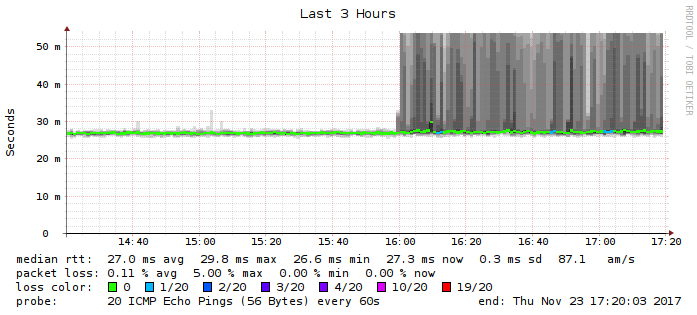 Last 3 Hours
RRDTOOL / TOBI OETIKER
Seconds
50 m
40 m
30 m
20 m
10 m
0
14:40 15:00 15:20 15:40 16:00 16:20 16:40 17:00 17:20
median rtt: 27.0 ms avg 29.8 ms max 26.6 ms min 27.3 ms now 0.3 ms sd 87.1 am/s
packet loss: 0.11 % avg 5.00 % max 0.00 % min 0.00 % now
loss color: 0 1/20 2/20 3/20 4/20 10/20 19/20
probe: 20 ICMP Echo Pings (56 Bytes) every 60s end: Thu Nov 23 17:20:03 2017